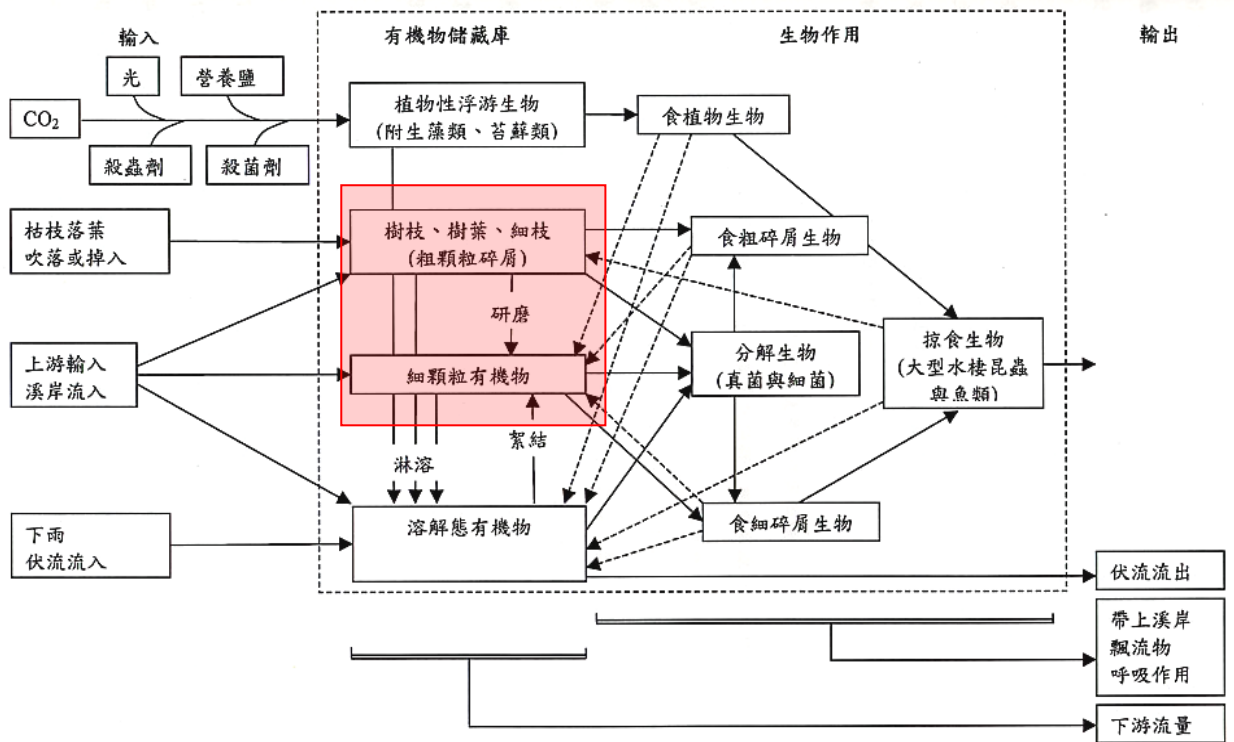 輸入
有機物儲藏庫
生物作用
輸出
光
營養鹽
CO₂
殺蟲劑
殺菌劑
植物性浮游生物
(附生藻類、苔蘚類)
食植物生物
枯枝落葉
吹落或掉入
樹枝、樹葉、細枝
(粗顆粒碎屑)
食粗碎屑生物
研磨
上游輸入
溪岸流入
細顆粒有機物
分解生物
(真菌與細菌)
掠食生物
(大型水棲昆蟲
與魚類)
淋溶
絮結
下雨
伏流流入
溶解態有機物
食細碎屑生物
伏流流出
帶上溪岸
飄流物
呼吸作用
下游流量